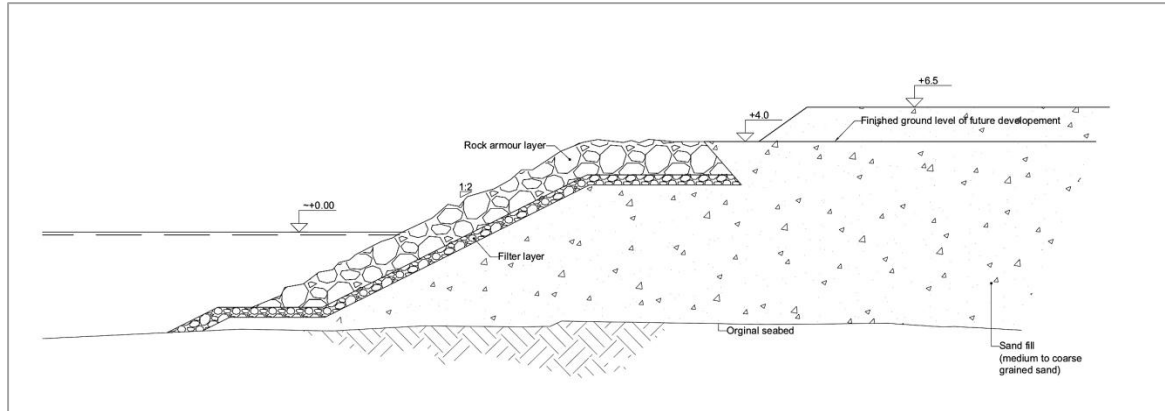 +6.5
+4.0
Finished ground level of future developement
Rock armour layer
1:2
~+0.00
Filter layer
Orginal seabed
Sand fill
(medium to coarse
grained sand)